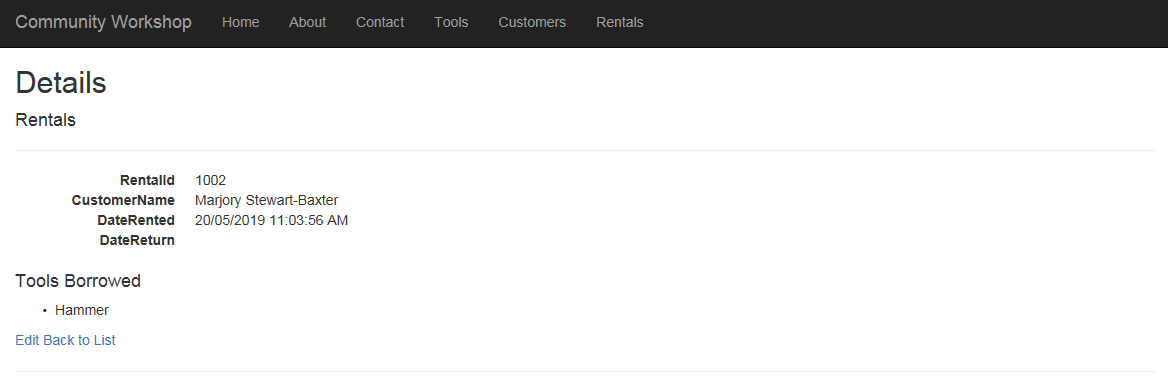 Community Workshop Home About Contact Tools Customers Rentals
Details
Rentals
RentalId 1002
CustomerName Marjory Stewart-Baxter
DateRented 20/05/2019 11:03:56 AM
DateReturn
Tools Borrowed
• Hammer
Edit Back to List